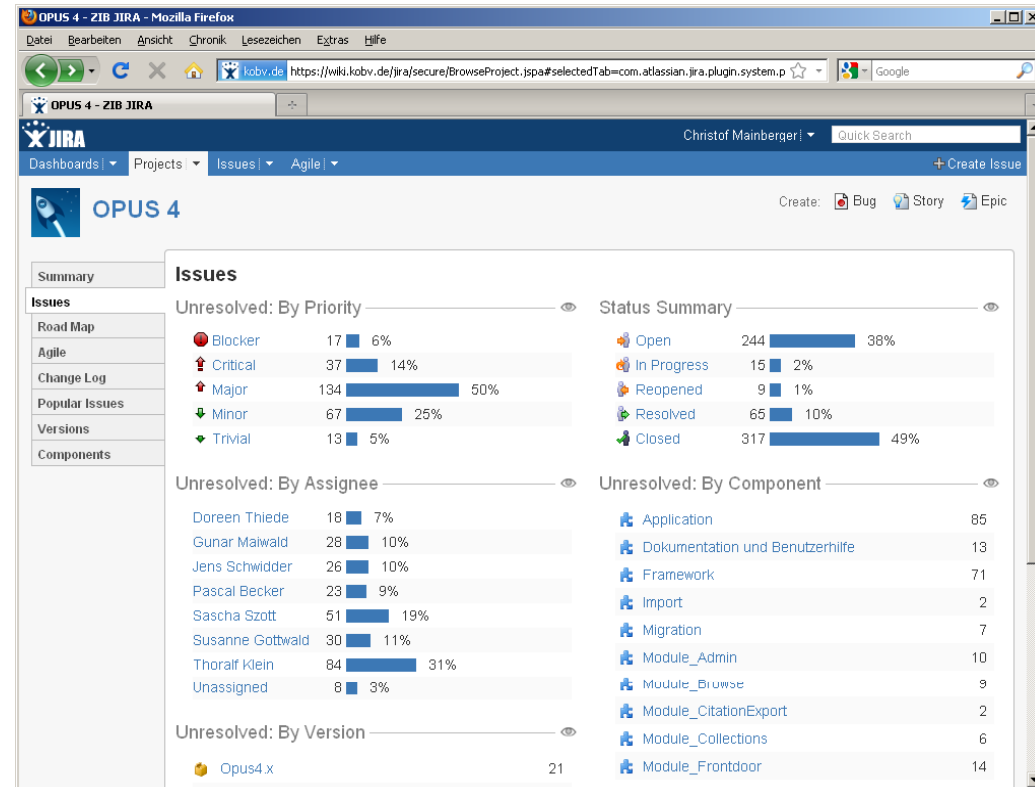 OPUS 4 - ZIB JIRA - Mozilla Firefox
Datei Bearbeiten Ansicht Chronik Lesezeichen Extras Hilfe
kobv.de https://wiki.kobv.de/jira/secure/BrowseProject.jspa#selectedTab=com.atlassian.jira.plugin.system.p Google
OPUS 4 - ZIB JIRA
JIRA Christof Mainberger Quick Search
Dashboards Projects Issues Agile + Create Issue
OPUS 4
Create: Bug Story Epic
Summary
Issues
Road Map
Agile
Change Log
Popular Issues
Versions
Components
Issues
Unresolved: By Priority
Blocker 17 6%
Critical 37 14%
Major 134 50%
Minor 67 25%
Trivial 13 5%
Status Summary
Open 244 38%
In Progress 15 2%
Reopened 9 1%
Resolved 65 10%
Closed 317 49%
Unresolved: By Assignee
Doreen Thiede 18 7%
Gunar Maiwald 28 10%
Jens Schwidder 26 10%
Pascal Becker 23 9%
Sascha Szott 51 19%
Susanne Gottwald 30 11%
Thoralf Klein 84 31%
Unassigned 8 3%
Unresolved: By Component
Application 85
Dokumentation und Benutzerhilfe 13
Framework 71
Import 2
Migration 7
Module_Admin 10
Module_Browse 9
Module_CitationExport 2
Module_Collections 6
Module_Frontdoor 14
Unresolved: By Version
Opus4.x 21